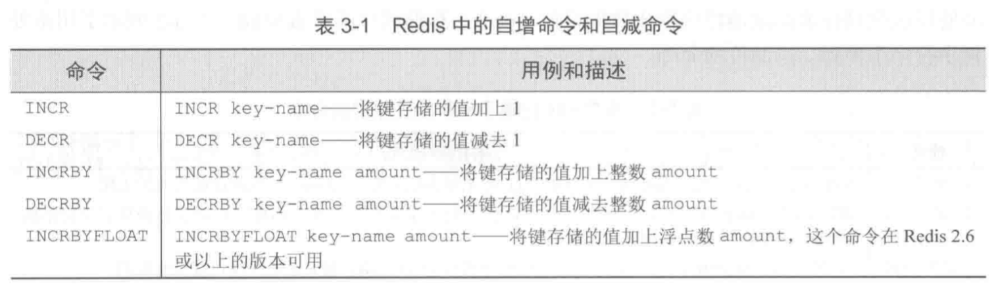 表 3-1 Redis 中的自增命令和自减命令
命令 用例和描述
INCR INCR key-name——将键存储的值加上 1
DECR DECR key-name——将键存储的值减去 1
INCRBY INCRBY key-name amount——将键存储的值加上整数 amount
DECRBY DECRBY key-name amount——将键存储的值减去整数 amount
INCRBYFLOAT INCRBYFLOAT key-name amount——将键存储的值加上浮点数 amount，这个命令在 Redis 2.6
或以上的版本可用